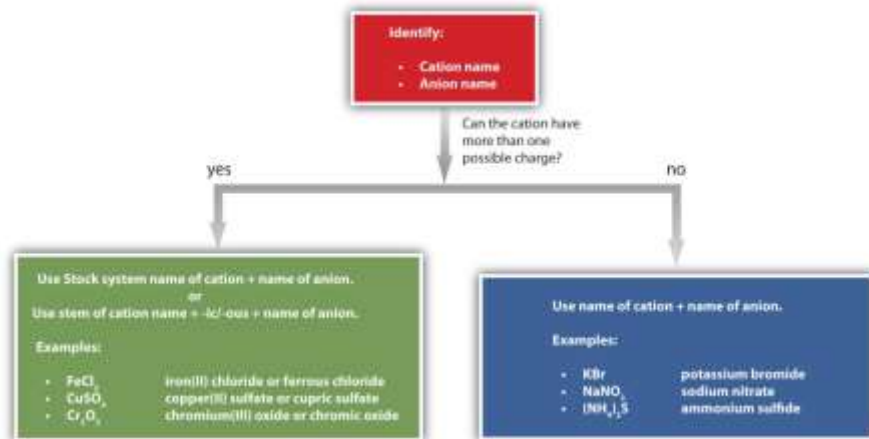 Identify:
• Cation name
• Anion name
Can the cation have
more than one
possible charge?
yes
no
Use Stock system name of cation + name of anion.
or
Use stem of cation name + -ic/-ous + name of anion.
Examples:
• FeCl₂ iron(II) chloride or ferrous chloride
• CuSO₄ copper(II) sulfate or cupric sulfate
• Cr₂O₃ chromium(III) oxide or chromic oxide
Use name of cation + name of anion.
Examples:
• KBr potassium bromide
• NaNO₃ sodium nitrate
• (NH₄)₂S ammonium sulfide